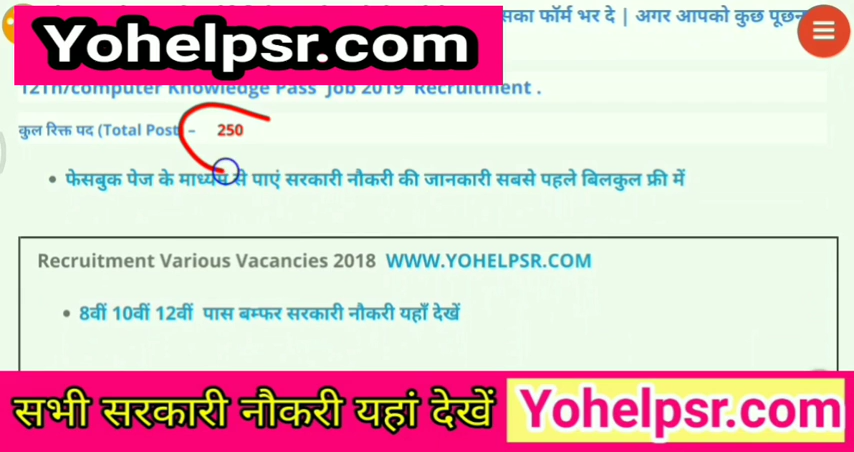 सका फॉर्म भर दे | अगर आपको कुछ पूछना
Yohelpsr.com
12Th/computer Knowledge Pass Job 2019 Recruitment .
कुल रिक्त पद (Total Post – 250
फेसबुक पेज के माध्यम से पाएं सरकारी नौकरी की जानकारी सबसे पहले बिलकुल फ्री में
Recruitment Various Vacancies 2018 WWW.YOHELPSR.COM
8वीं 10वीं 12वीं पास बम्फर सरकारी नौकरी यहाँ देखें
सभी सरकारी नौकरी यहां देखें Yohelpsr.com